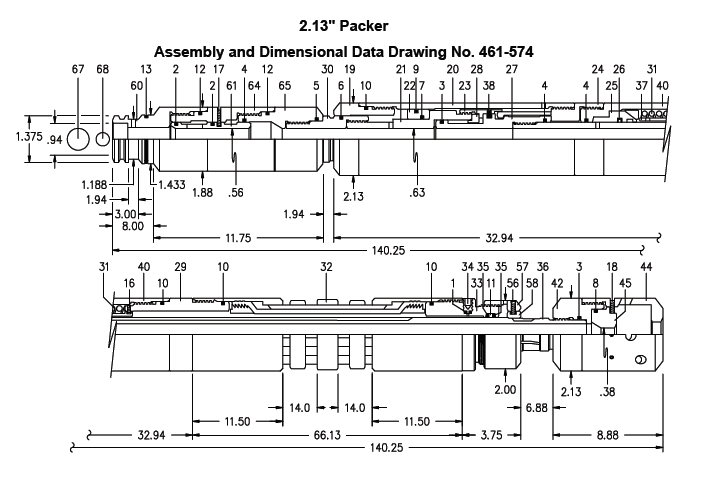 2.13" Packer
Assembly and Dimensional Data Drawing No. 461-574
67 68 60 13 2 12 17 2 61 4 64 12 65 5 30 19 6 10 21 22 9 7 20 3 23 28 38 27 4 4 24 25 26 37 31 40
1.375 .94
1.188 1.433
1.94 1.88 .56 2.13 .63
3.00 1.94
8.00
11.75 32.94
140.25
31 16 40 10 29 10 32 10 1 34 33 35 11 35 56 57 58 36 42 3 8 18 45 44
2.00 2.13 .38
14.0 14.0 6.88
11.50 11.50
32.94 66.13 3.75 8.88
140.25